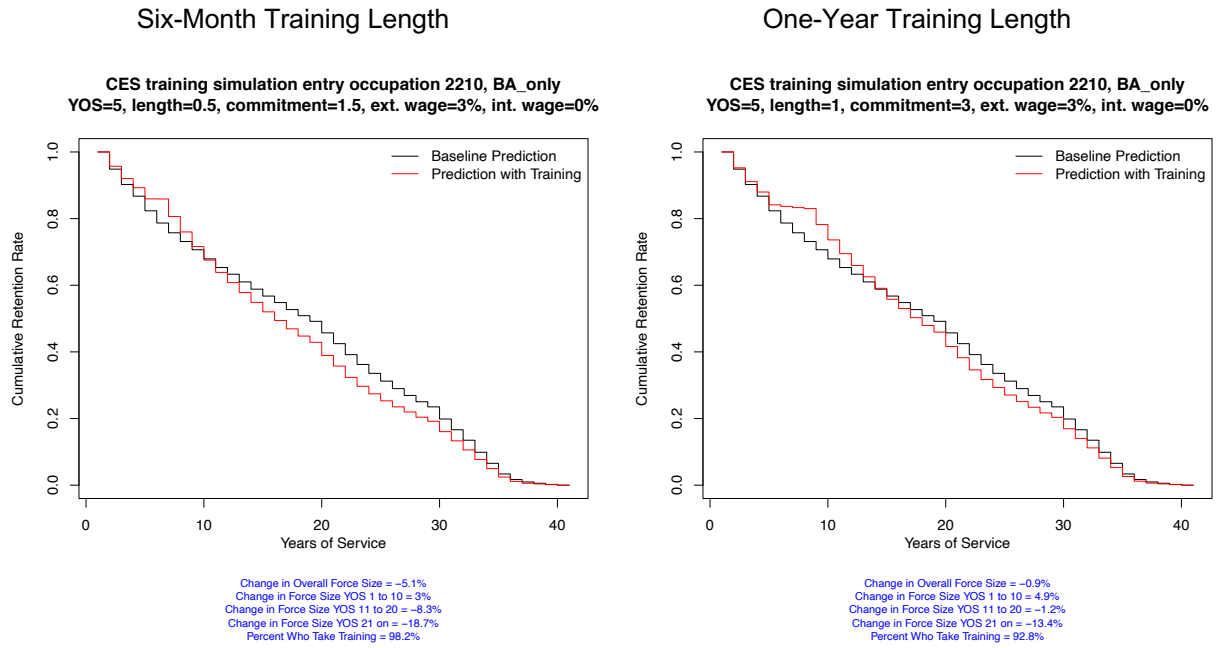 Six-Month Training Length
CES training simulation entry occupation 2210, BA_only
YOS=5, length=0.5, commitment=1.5, ext. wage=3%, int. wage=0%
Baseline Prediction
Prediction with Training
Cumulative Retention Rate
1.0
0.8
0.6
0.4
0.2
0.0
0
10
20
30
40
Years of Service
Change in Overall Force Size = −5.1%
Change in Force Size YOS 1 to 10 = 3%
Change in Force Size YOS 11 to 20 = −8.3%
Change in Force Size YOS 21 on = −18.7%
Percent Who Take Training = 98.2%
One-Year Training Length
CES training simulation entry occupation 2210, BA_only
YOS=5, length=1, commitment=3, ext. wage=3%, int. wage=0%
Baseline Prediction
Prediction with Training
Cumulative Retention Rate
1.0
0.8
0.6
0.4
0.2
0.0
0
10
20
30
40
Years of Service
Change in Overall Force Size = −0.9%
Change in Force Size YOS 1 to 10 = 4.9%
Change in Force Size YOS 11 to 20 = −1.2%
Change in Force Size YOS 21 on = −13.4%
Percent Who Take Training = 92.8%